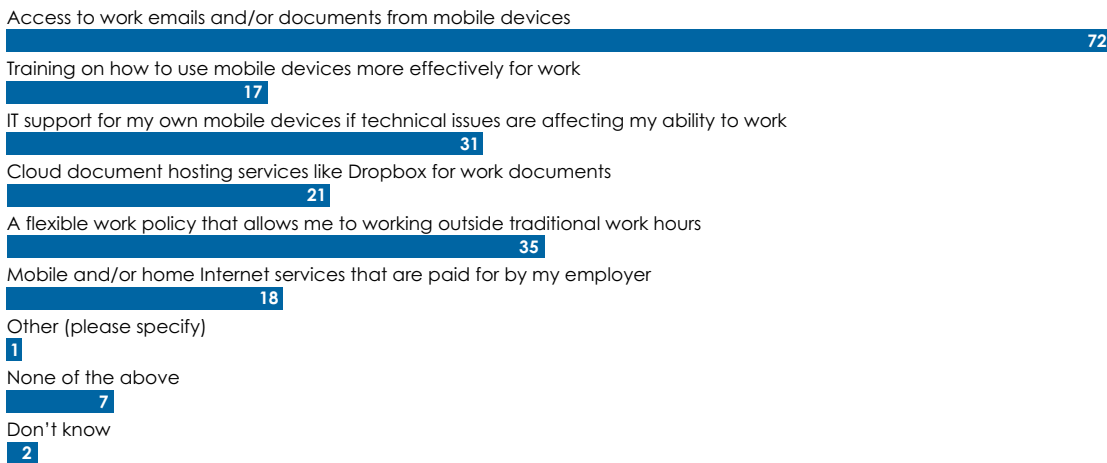 Access to work emails and/or documents from mobile devices
72
Training on how to use mobile devices more effectively for work
17
IT support for my own mobile devices if technical issues are affecting my ability to work
31
Cloud document hosting services like Dropbox for work documents
21
A flexible work policy that allows me to working outside traditional work hours
35
Mobile and/or home Internet services that are paid for by my employer
18
Other (please specify)
1
None of the above
7
Don’t know
2